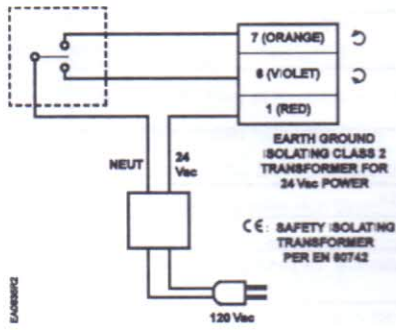 7 (ORANGE)
6 (VIOLET)
1 (RED)
NEUT
24
Vac
EARTH GROUND
ISOLATING CLASS 2
TRANSFORMER FOR
24 Vac POWER
CE: SAFETY ISOLATING
TRANSFORMER
PER EN 60742
120 Vac